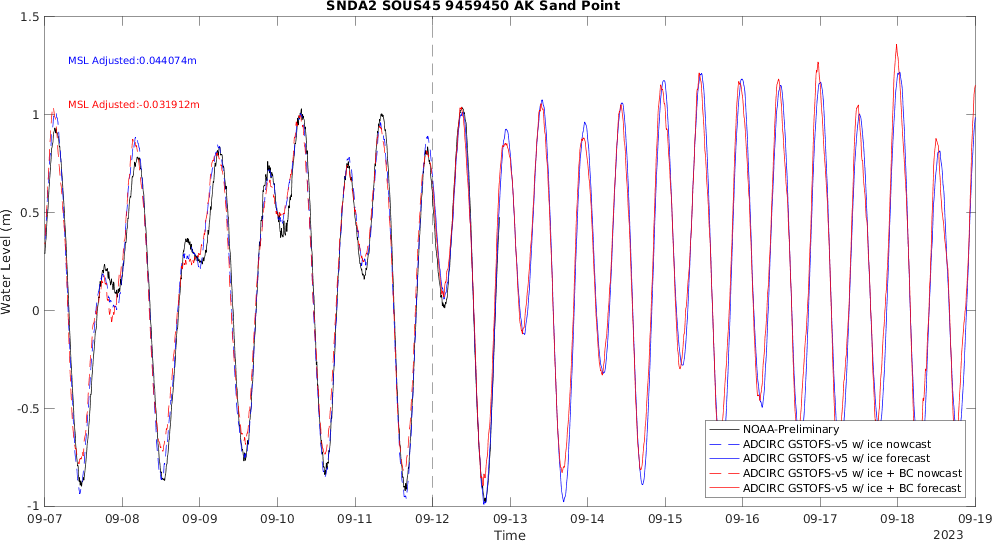 SNDA2 SOUS45 9459450 AK Sand Point
1.5
MSL Adjusted:0.044074m
MSL Adjusted:-0.031912m
1
0.5
Water Level (m)
0
-0.5
-1
NOAA-Preliminary
ADCIRC GSTOFS-v5 w/ ice nowcast
ADCIRC GSTOFS-v5 w/ ice forecast
ADCIRC GSTOFS-v5 w/ ice + BC nowcast
ADCIRC GSTOFS-v5 w/ ice + BC forecast
09-07 09-08 09-09 09-10 09-11 09-12 09-13 09-14 09-15 09-16 09-17 09-18 09-19
Time
2023